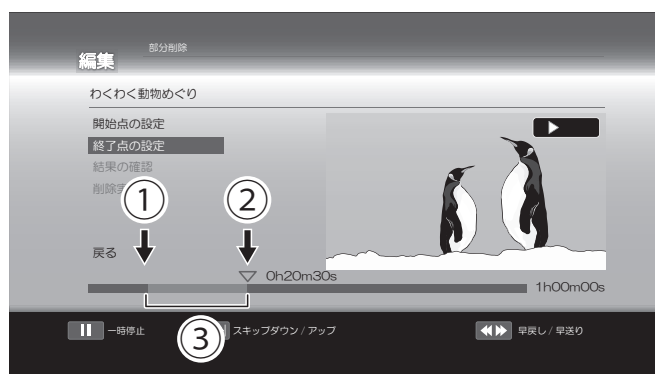 部分削除
編集
わくわく動物めぐり
開始点の設定
終了点の設定
結果の確認
削除
①
②
戻る
0h20m30s
1h00m00s
一時停止
③
スキップダウン / アップ
早戻し / 早送り